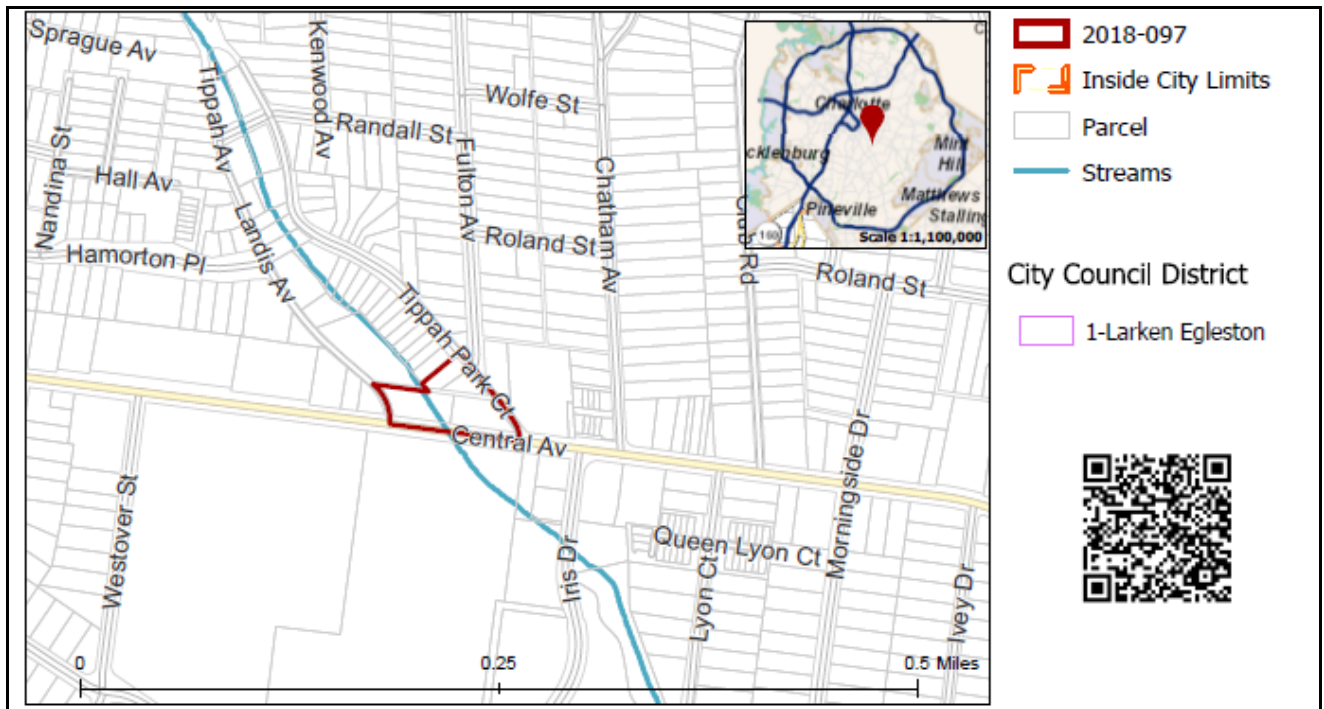 Sprague Av
Tippah Av
Kenwood Av
Wolfe St
Randall St
Fulton Av
Chatham Av
Nandina St
Hall Av
Landis Av
Roland St
Hamorton Pl
Tippah Park Ct
Rd
Roland St
Central Av
Westover St
Iris Dr
Queen Lyon Ct
Lyon Ct
Morningside Dr
Ivey Dr
0
0.25
0.5 Miles
Charlotte
cklenburg
Mint
Hill
Matthews
Pineville
Stalling
160
Scale 1:1,100,000
2018-097
Inside City Limits
Parcel
Streams
City Council District
1-Larken Egleston